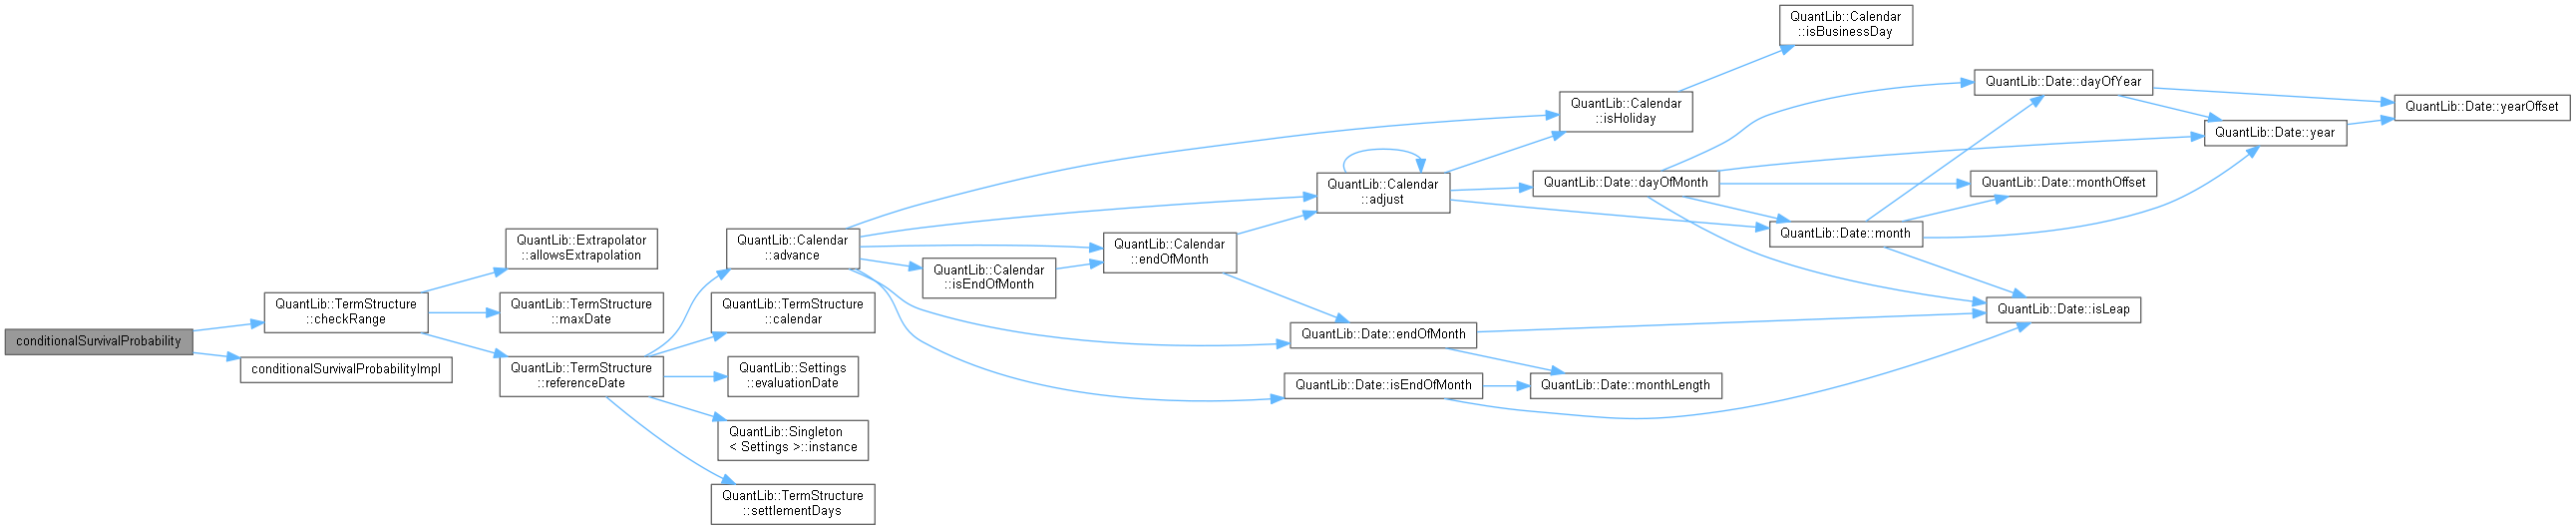 conditionalSurvivalProbability
QuantLib::TermStructure
::checkRange
conditionalSurvivalProbabilityImpl
QuantLib::Extrapolator
::allowsExtrapolation
QuantLib::TermStructure
::maxDate
QuantLib::TermStructure
::referenceDate
QuantLib::Calendar
::advance
QuantLib::TermStructure
::calendar
QuantLib::Settings
::evaluationDate
QuantLib::Singleton
< Settings >::instance
QuantLib::TermStructure
::settlementDays
QuantLib::Calendar
::isEndOfMonth
QuantLib::Calendar
::endOfMonth
QuantLib::Calendar
::adjust
QuantLib::Date::endOfMonth
QuantLib::Date::isEndOfMonth
QuantLib::Calendar
::isHoliday
QuantLib::Date::dayOfMonth
QuantLib::Date::monthLength
QuantLib::Calendar
::isBusinessDay
QuantLib::Date::month
QuantLib::Date::dayOfYear
QuantLib::Date::monthOffset
QuantLib::Date::isLeap
QuantLib::Date::year
QuantLib::Date::yearOffset